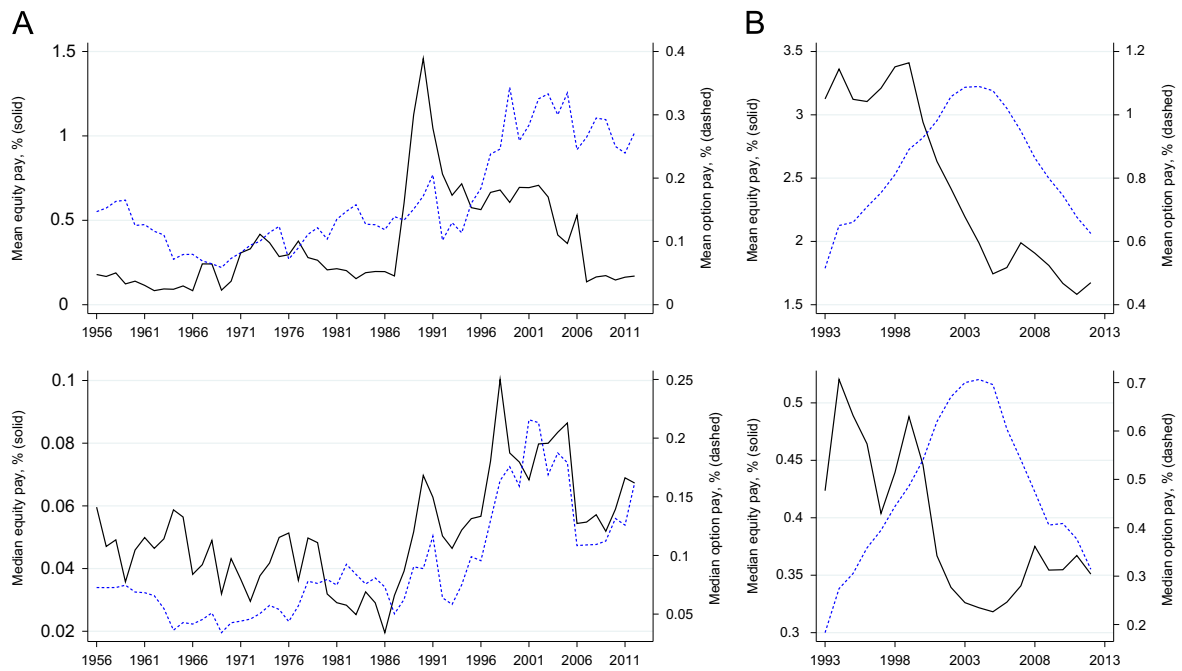 A
B
Mean equity pay, % (solid)
1.5
1
0.5
0
0.4
0.3
0.2
0.1
0
Mean option pay, % (dashed)
1956 1961 1966 1971 1976 1981 1986 1991 1996 2001 2006 2011
Mean equity pay, % (solid)
3.5
3
2.5
2
1.5
1.2
1
0.8
0.6
0.4
Mean option pay, % (dashed)
1993 1998 2003 2008 2013
Median equity pay, % (solid)
0.1
0.08
0.06
0.04
0.02
0.25
0.2
0.15
0.1
0.05
Median option pay, % (dashed)
1956 1961 1966 1971 1976 1981 1986 1991 1996 2001 2006 2011
Median equity pay, % (solid)
0.5
0.45
0.4
0.35
0.3
0.7
0.6
0.5
0.4
0.3
0.2
Median option pay, % (dashed)
1993 1998 2003 2008 2013